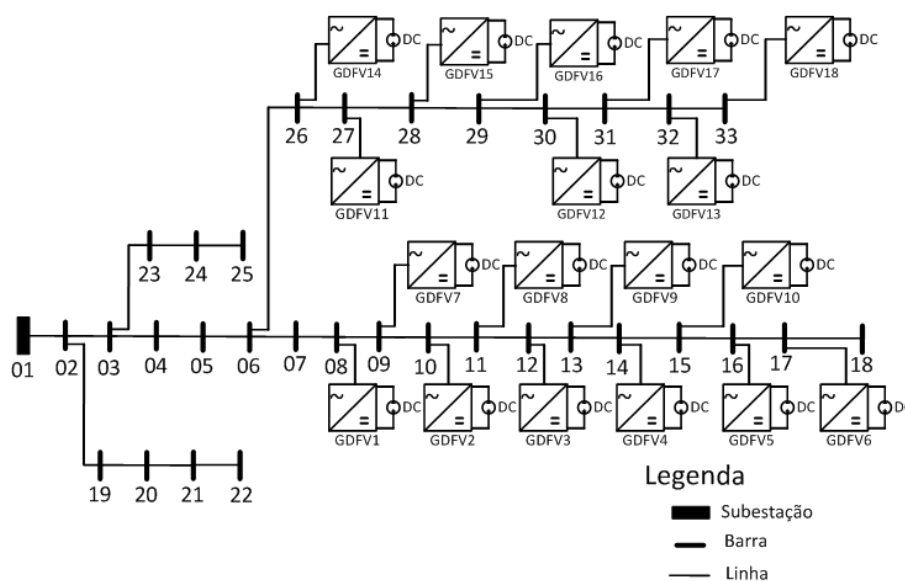 DC DC DC DC DC
GDFV14 GDFV15 GDFV16 GDFV17 GDFV18
26 27 28 29 30 31 32 33
DC DC DC
GDFV11 GDFV12 GDFV13
23 24 25
DC DC DC DC
GDFV7 GDFV8 GDFV9 GDFV10
01 02 03 04 05 06 07 08 09 10 11 12 13 14 15 16 17 18
DC DC DC DC DC D
GDFV1 GDFV2 GDFV3 GDFV4 GDFV5 GDFV6
19 20 21 22
Legenda
Subestação
Barra
Linha